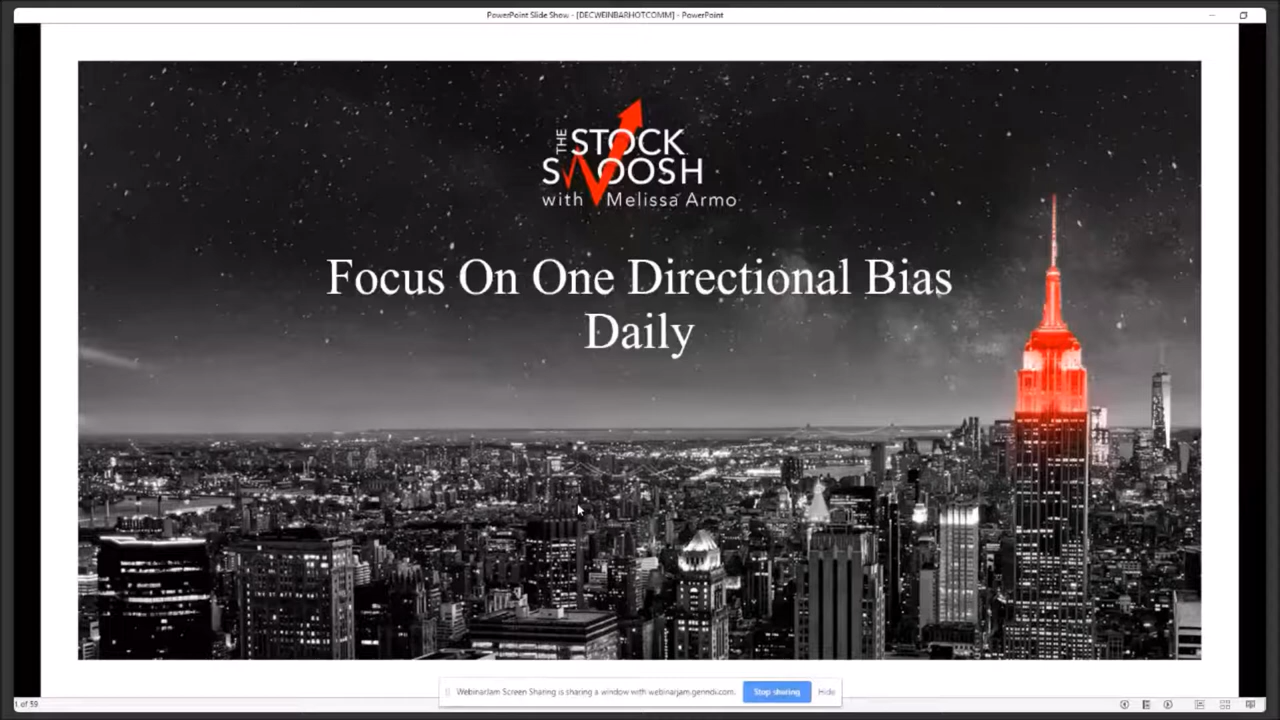 PowerPoint Slide Show - [DECWEINBARHOTCOMM] - PowerPoint
THE STOCK
SWOOSH
with Melissa Armo
Focus On One Directional Bias
Daily
WebinarJam Screen Sharing is sharing a window with webinarjam.genndi.com.
Stop sharing
Hide
1 of 39